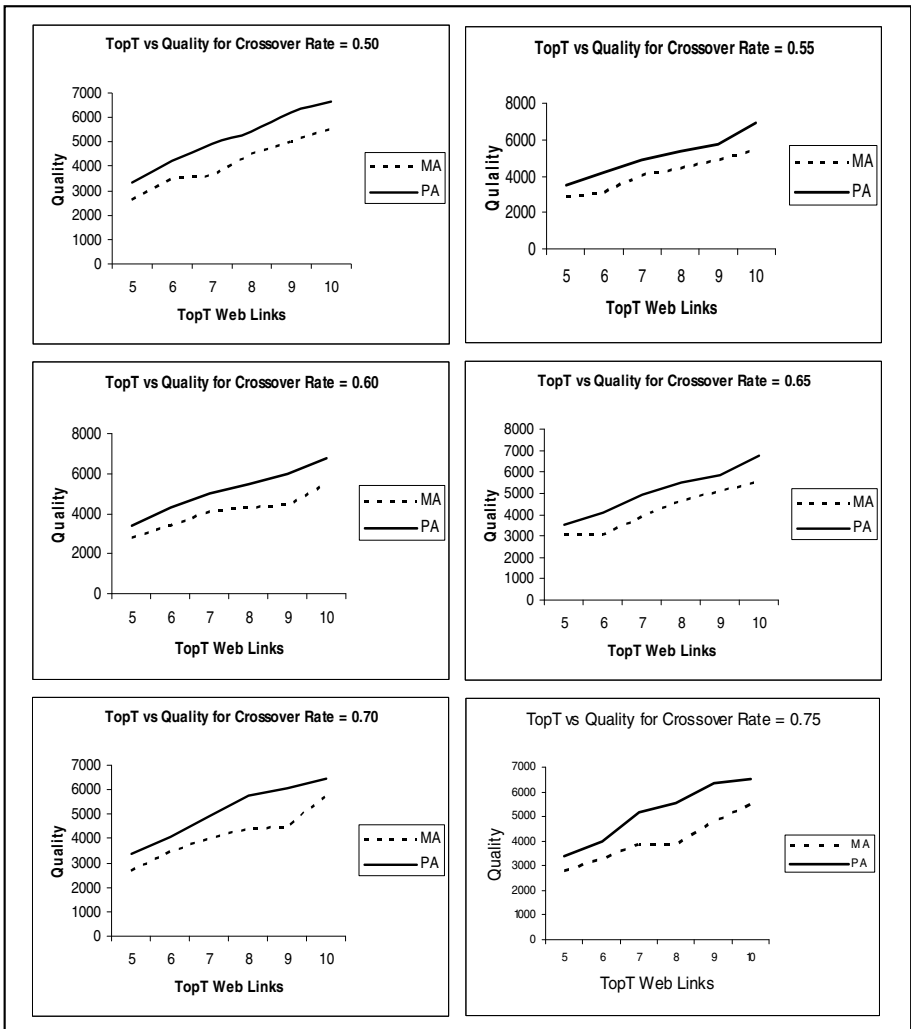 TopT vs Quality for Crossover Rate = 0.50
7000
6000
5000
4000
3000
2000
1000
0
Quality
5 6 7 8 9 10
TopT Web Links
MA
PA
TopT vs Quality for Crossover Rate = 0.55
8000
6000
4000
2000
0
Qulality
5 6 7 8 9 10
TopT Web Links
MA
PA
TopT vs Quality for Crossover Rate = 0.60
8000
6000
4000
2000
0
Quality
5 6 7 8 9 10
TopT Web Links
MA
PA
TopT vs Quality for Crossover Rate = 0.65
8000
7000
6000
5000
4000
3000
2000
1000
0
Quality
5 6 7 8 9 10
TopT Web Links
MA
PA
TopT vs Quality for Crossover Rate = 0.70
7000
6000
5000
4000
3000
2000
1000
0
Quality
5 6 7 8 9 10
TopT Web Links
MA
PA
TopT vs Quality for Crossover Rate = 0.75
7000
6000
5000
4000
3000
2000
1000
0
Quality
5 6 7 8 9 10
TopT Web Links
MA
PA